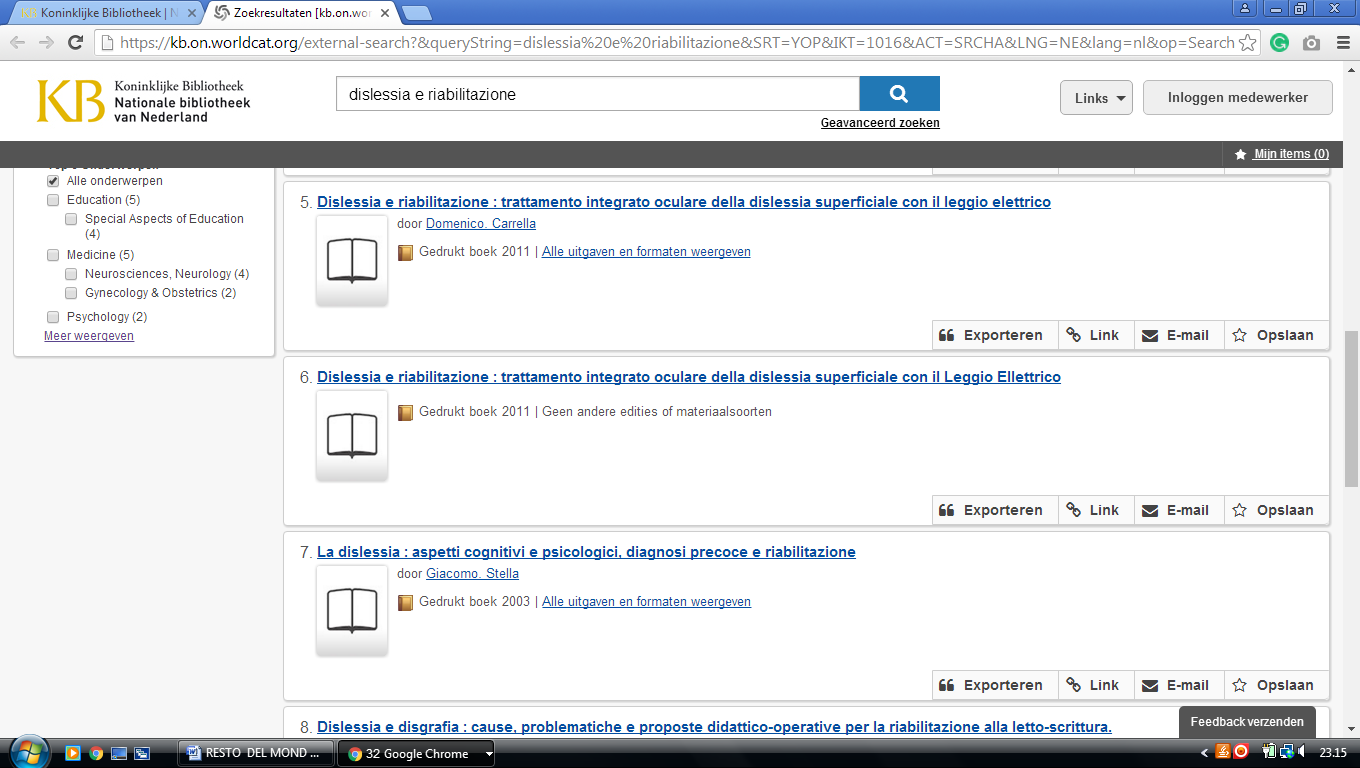 Koninklijke Bibliotheek | N
Zoekresultaten [kb.on.wor
https://kb.on.worldcat.org/external-search?&queryString=dislessia%20e%20riabilitazione&SRT=YOP&IKT=1016&ACT=SRCHA&LNG=NE&lang=nl&op=Search
KB
Koninklijke Bibliotheek
Nationale bibliotheek
van Nederland
dislessia e riabilitazione
Geavanceerd zoeken
Links
Inloggen medewerker
Mijn items (0)
Alle onderwerpen
Education (5)
Special Aspects of Education
(4)
Medicine (5)
Neurosciences, Neurology (4)
Gynecology & Obstetrics (2)
Psychology (2)
Meer weergeven
5. Dislessia e riabilitazione : trattamento integrato oculare della dislessia superficiale con il leggio elettrico
door Domenico. Carrella
Gedrukt boek 2011 | Alle uitgaven en formaten weergeven
Exporteren Link E-mail Opslaan
6. Dislessia e riabilitazione : trattamento integrato oculare della dislessia superficiale con il Leggio Ellettrico
Gedrukt boek 2011 | Geen andere edities of materiaalsoorten
Exporteren Link E-mail Opslaan
7. La dislessia : aspetti cognitivi e psicologici, diagnosi precoce e riabilitazione
door Giacomo. Stella
Gedrukt boek 2003 | Alle uitgaven en formaten weergeven
Exporteren Link E-mail Opslaan
8. Dislessia e disgrafia : cause, problematiche e proposte didattico-operative per la riabilitazione alla letto-scrittura.
Feedback verzenden
RESTO DEL MOND ...
32 Google Chrome
23.15